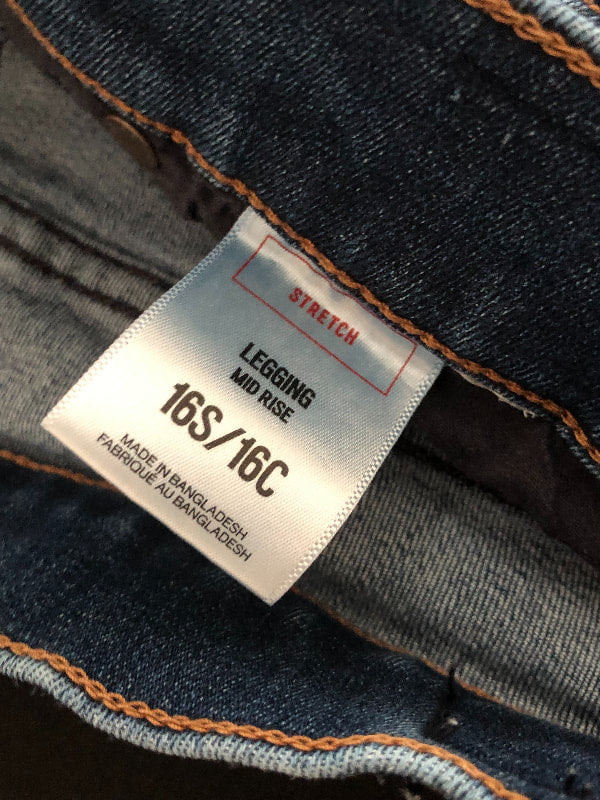 STRETCH
LEGGING
MID RISE
16S/16C
MADE IN BANGLADESH
FABRIQUÉ AU BANGLADESH